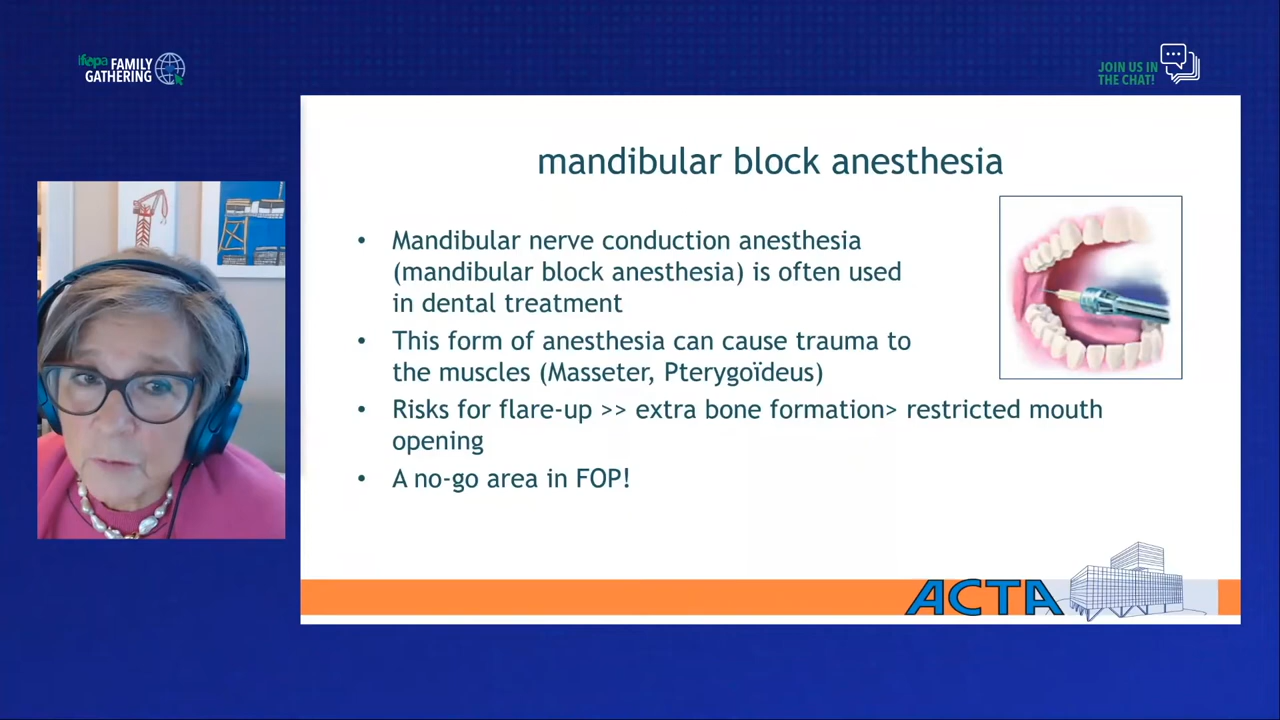 ifopa FAMILY
GATHERING
JOIN US IN
THE CHAT!
mandibular block anesthesia
• Mandibular nerve conduction anesthesia
(mandibular block anesthesia) is often used
in dental treatment
• This form of anesthesia can cause trauma to
the muscles (Masseter, Pterygoïdeus)
• Risks for flare-up >> extra bone formation> restricted mouth
opening
• A no-go area in FOP!
ACTA